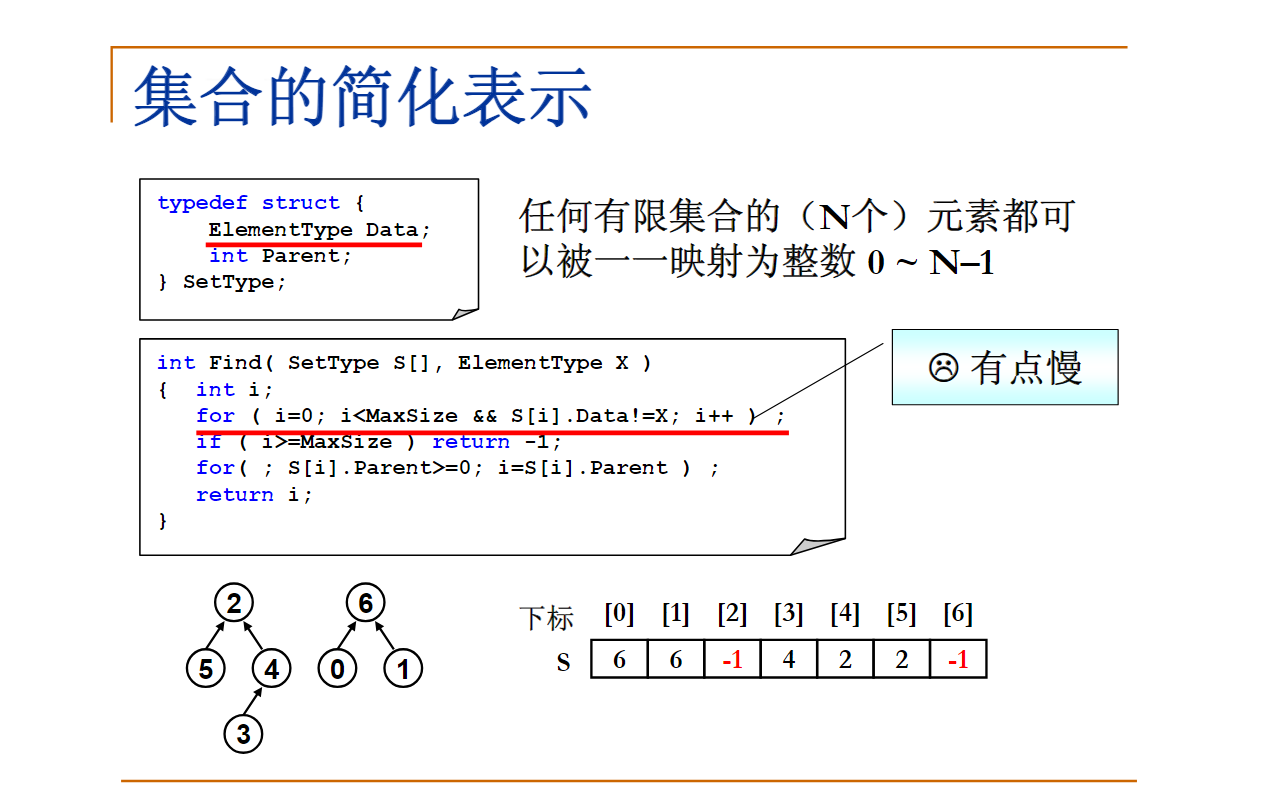 集合的简化表示
typedef struct {
ElementType Data;
int Parent;
} SetType;
任何有限集合的（N个）元素都可
以被一一映射为整数 0 ~ N–1
int Find( SetType S[], ElementType X )
{ int i;
for ( i=0; i<MaxSize && S[i].Data!=X; i++ ) ;
if ( i>=MaxSize ) return -1;
for( ; S[i].Parent>=0; i=S[i].Parent ) ;
return i;
}
☹ 有点慢
2 6
5 4 0 1
3
下标 [0] [1] [2] [3] [4] [5] [6]
S 6 6 -1 4 2 2 -1